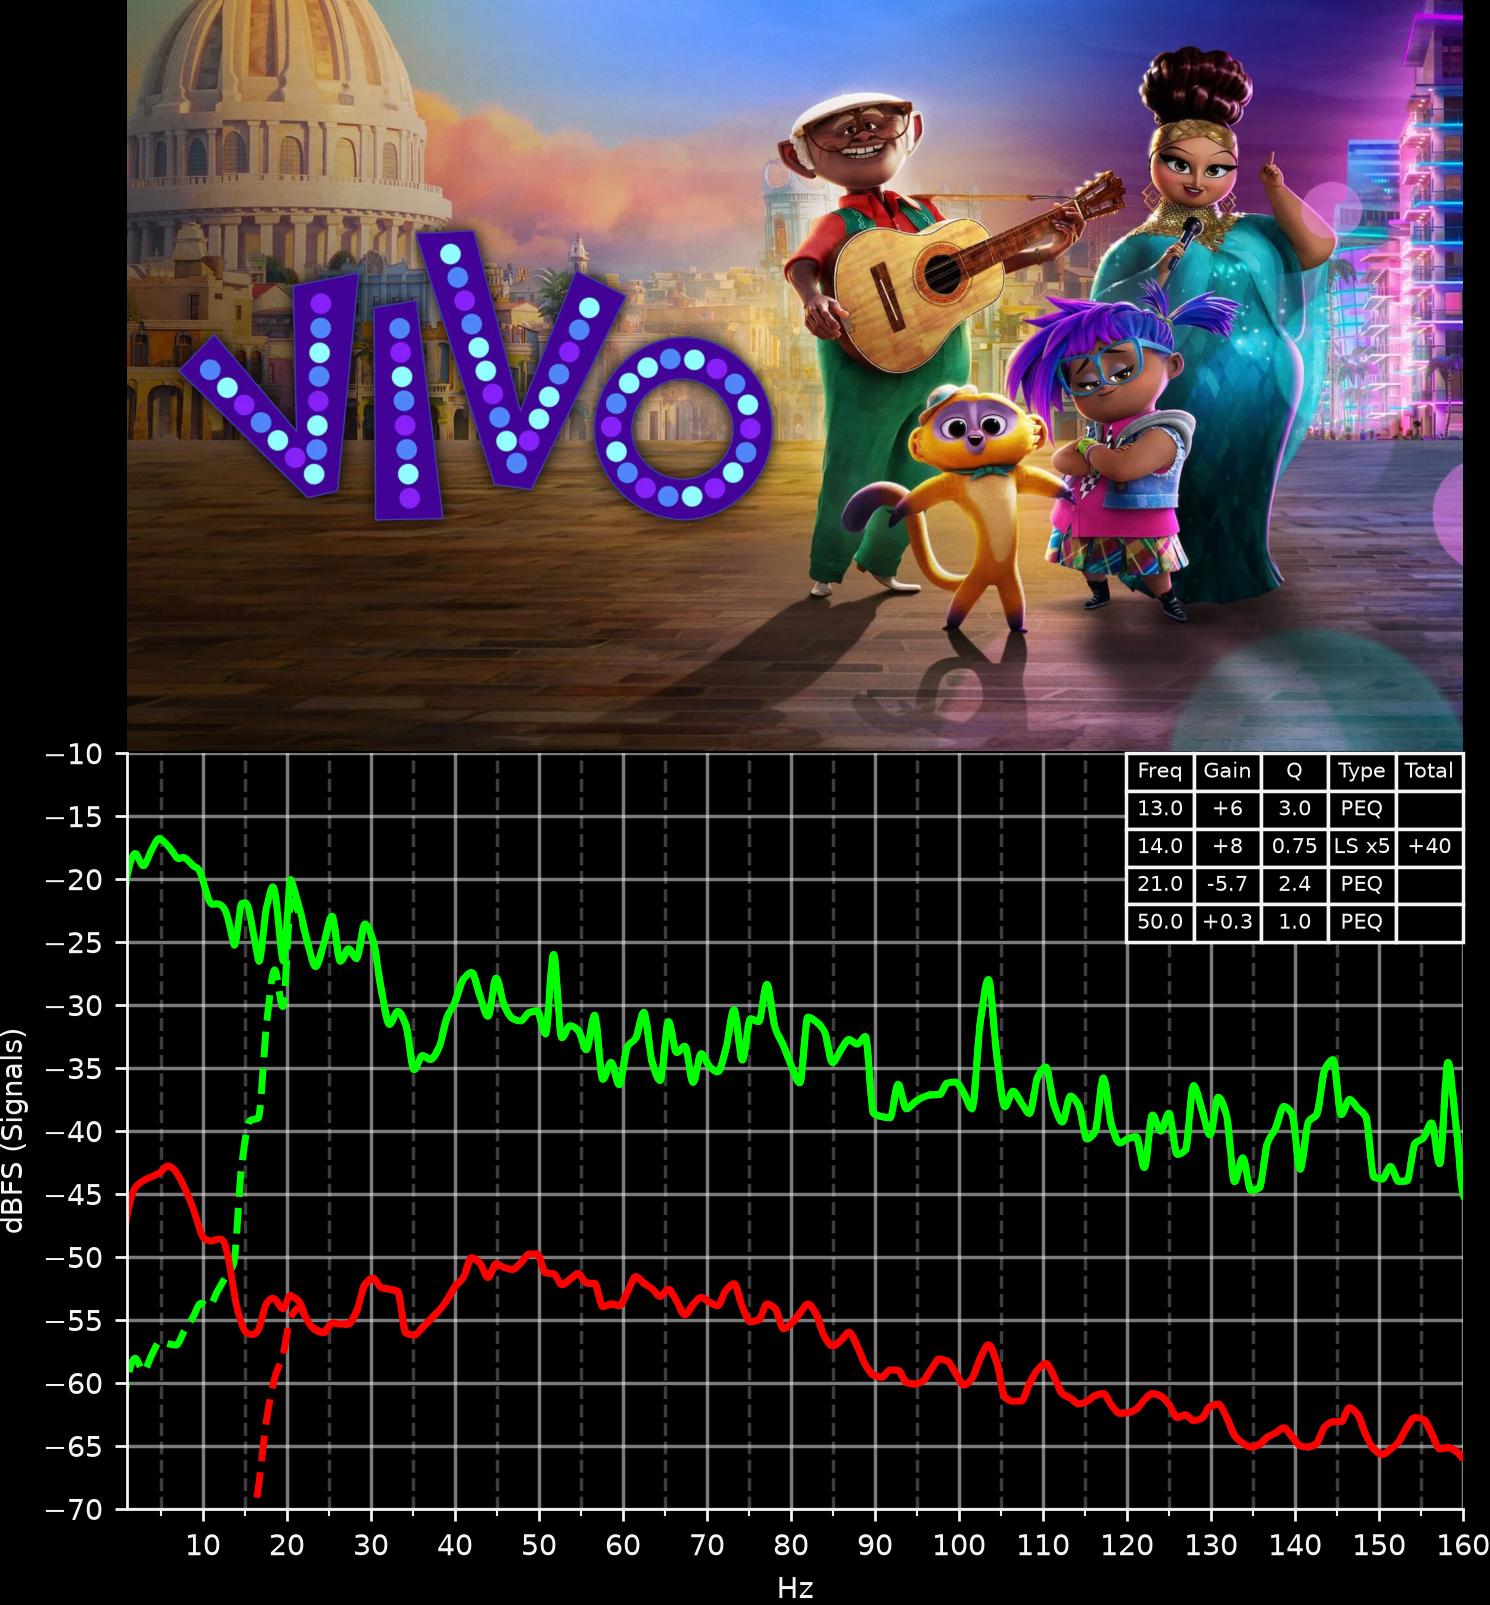 VIVO
−10
−15
−20
−25
−30
−35
−40
−45
−50
−55
−60
−65
−70
dBFS (Signals)
Freq Gain Q Type Total
13.0 +6 3.0 PEQ
14.0 +8 0.75 LS x5 +40
21.0 -5.7 2.4 PEQ
50.0 +0.3 1.0 PEQ
10 20 30 40 50 60 70 80 90 100 110 120 130 140 150 160
Hz